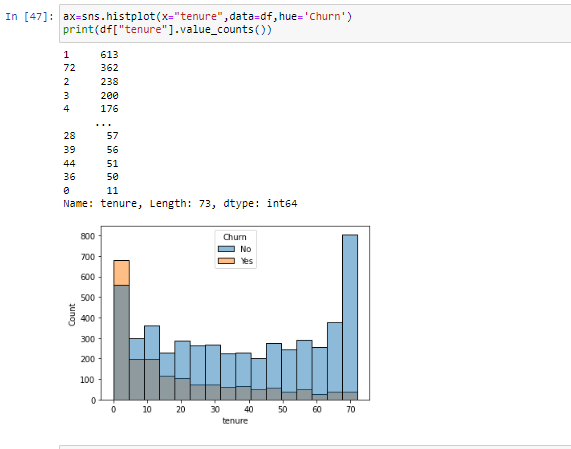 In [47]: ax=sns.histplot(x="tenure",data=df,hue='Churn')
print(df["tenure"].value_counts())
1 613
72 362
2 238
3 200
4 176
...
28 57
39 56
44 51
36 50
0 11
Name: tenure, Length: 73, dtype: int64
Churn
No
Yes
800
700
600
500
400
300
200
100
0
Count
0 10 20 30 40 50 60 70
tenure